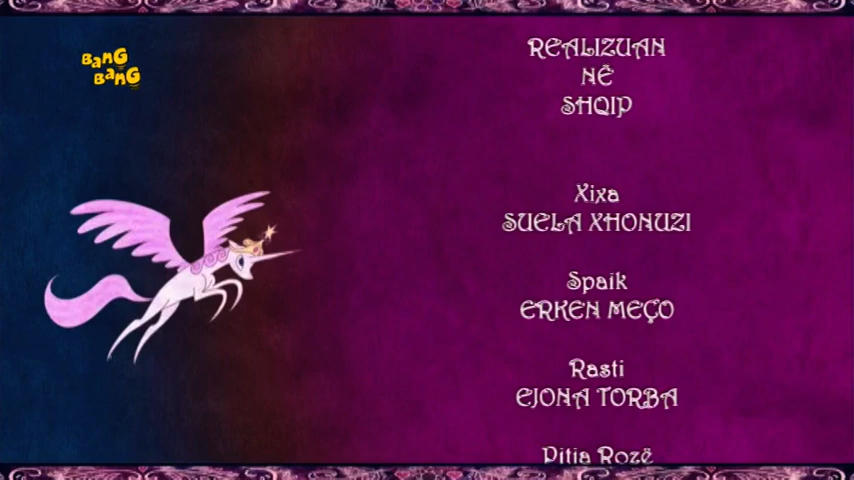 BANG
BANG
REALIZUAN
NË
SHQIP
Xixa
SUELA XHONUZI
Spaik
ERKEN MEÇO
Rasti
EJONA TORBA
Pitia Rozë